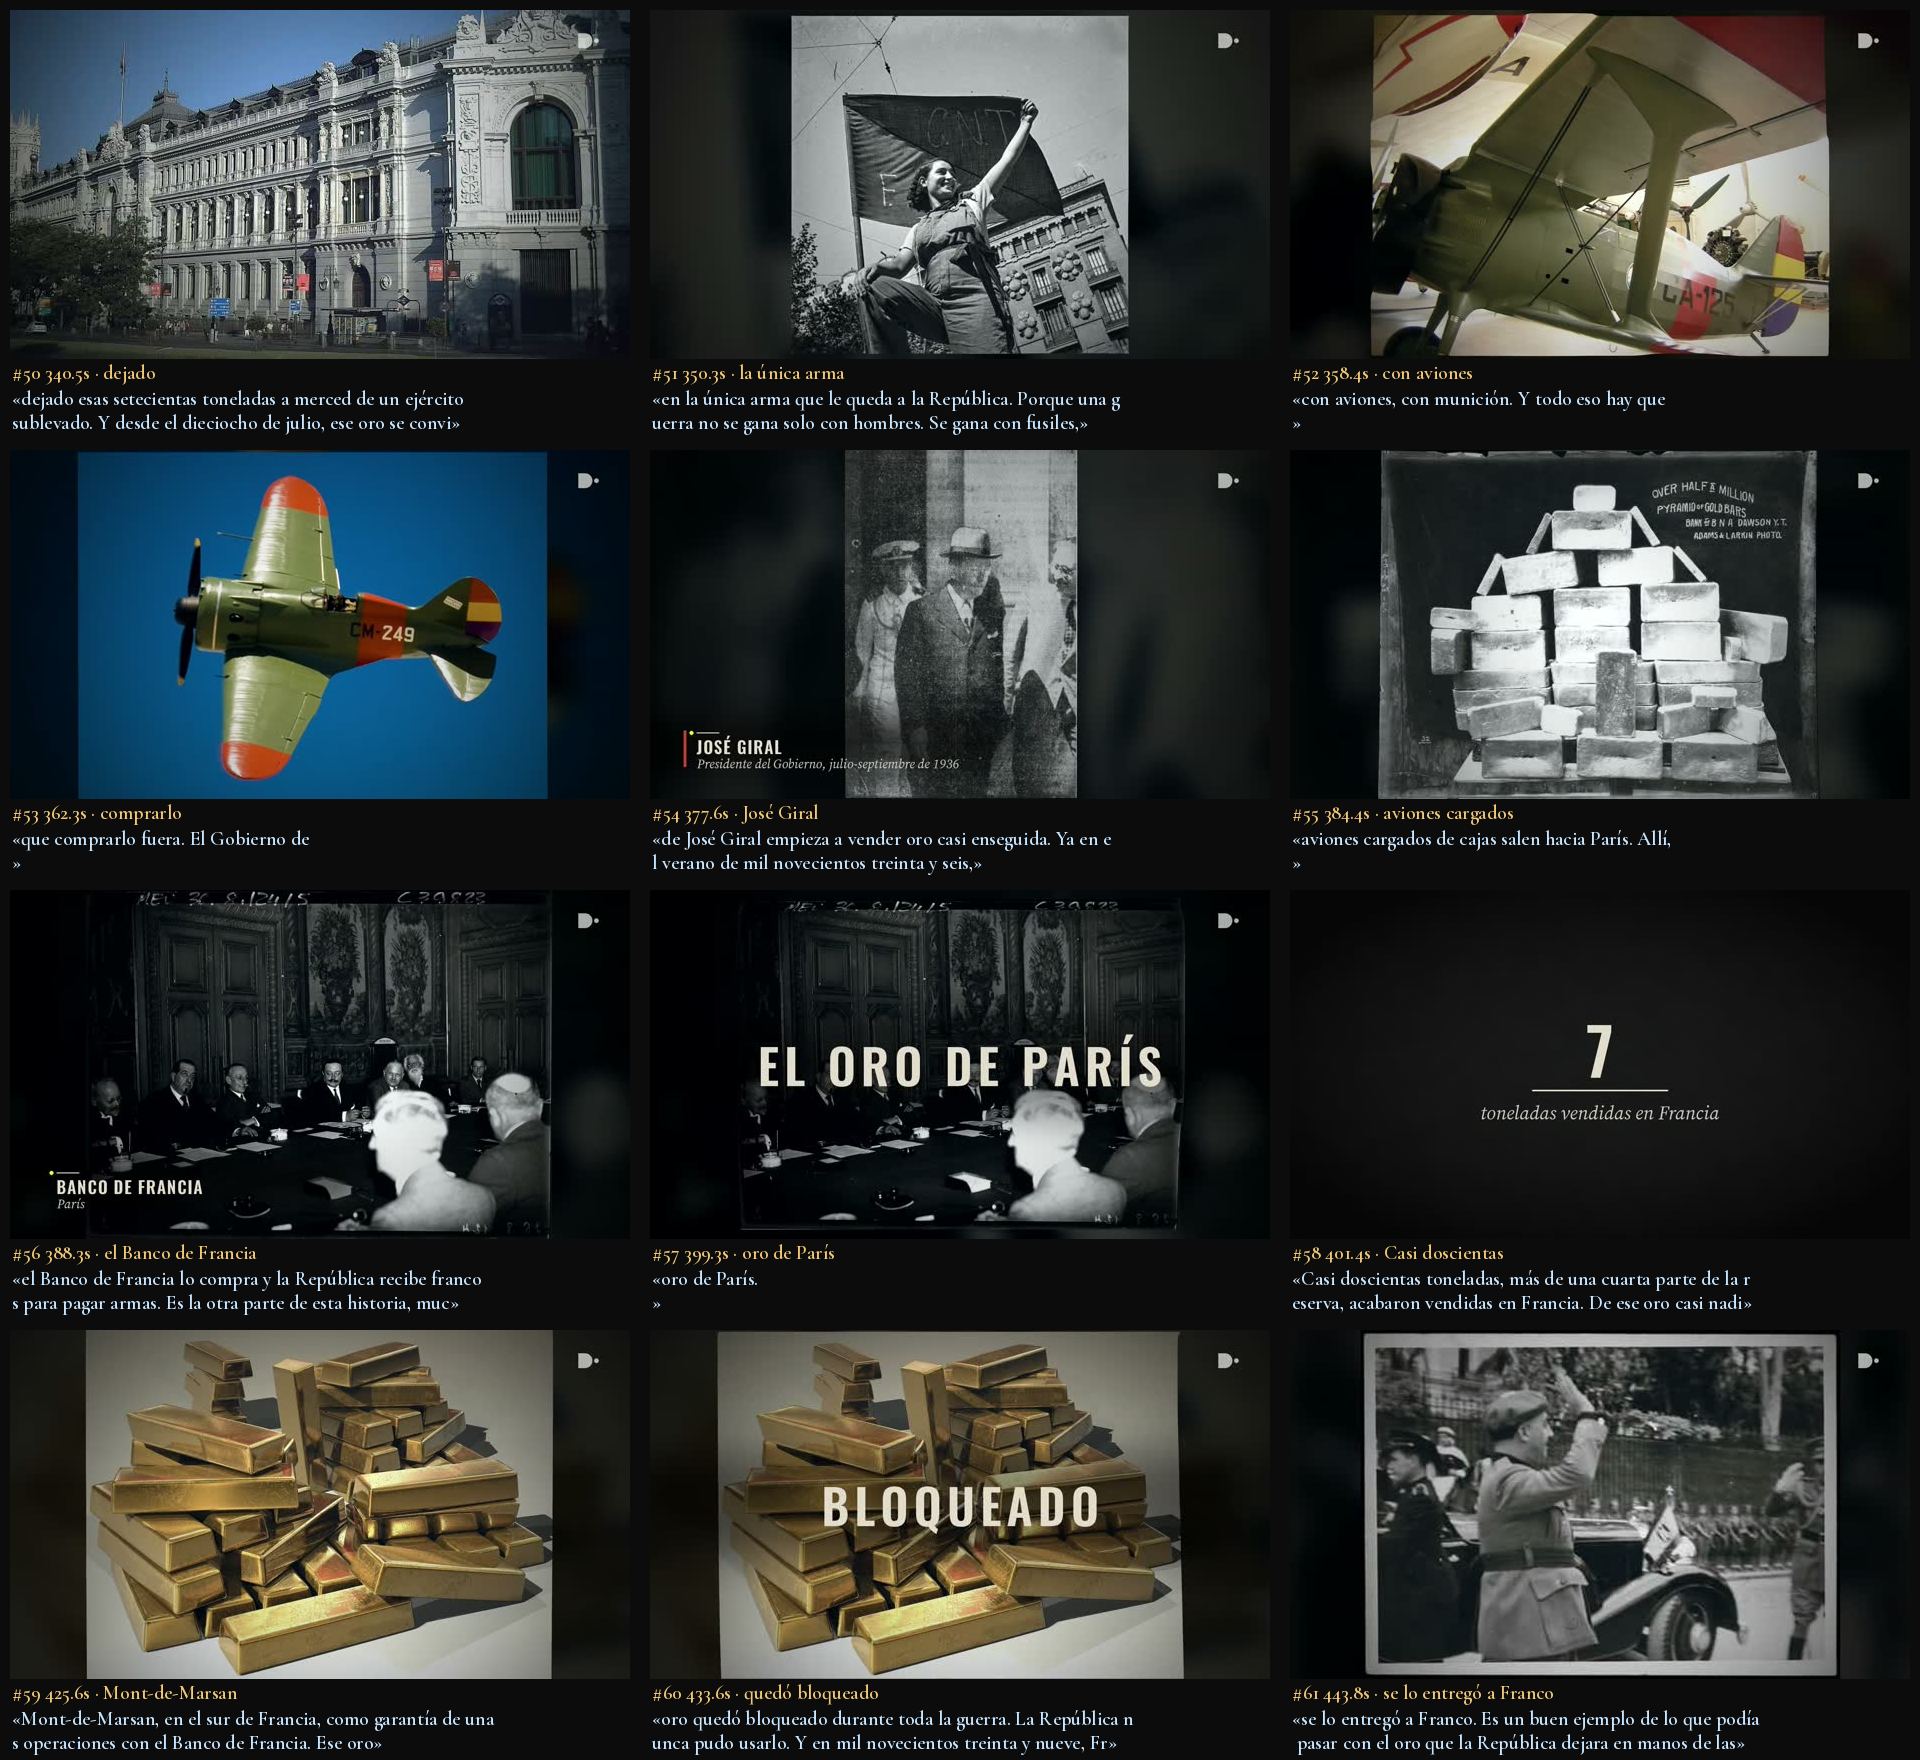 #50 340.5s · dejado
«dejado esas setecientas toneladas a merced de un ejército
sublevado. Y desde el dieciocho de julio, ese oro se convi»
CNT
F
#51 350.3s · la única arma
«en la única arma que le queda a la República. Porque una g
uerra no se gana solo con hombres. Se gana con fusiles,»
A
CA-125
#52 358.4s · con aviones
«con aviones, con munición. Y todo eso hay que
»
CM-249
#53 362.3s · comprarlo
«que comprarlo fuera. El Gobierno de
»
JOSÉ GIRAL
Presidente del Gobierno, julio-septiembre de 1936
#54 377.6s · José Giral
«de José Giral empieza a vender oro casi enseguida. Ya en e
l verano de mil novecientos treinta y seis,»
OVER HALF A MILLION
PYRAMID OF GOLD BARS
BANK OF B N A DAWSON Y.T.
ADAMS & LARKIN PHOTO.
#55 384.4s · aviones cargados
«aviones cargados de cajas salen hacia París. Allí,
»
BANCO DE FRANCIA
París
#56 388.3s · el Banco de Francia
«el Banco de Francia lo compra y la República recibe franco
s para pagar armas. Es la otra parte de esta historia, muc»
EL ORO DE PARÍS
#57 399.3s · oro de París
«oro de París.
»
7
toneladas vendidas en Francia
#58 401.4s · Casi doscientas
«Casi doscientas toneladas, más de una cuarta parte de la r
eserva, acabaron vendidas en Francia. De ese oro casi nadi»
#59 425.6s · Mont-de-Marsan
«Mont-de-Marsan, en el sur de Francia, como garantía de una
s operaciones con el Banco de Francia. Ese oro»
BLOQUEADO
#60 433.6s · quedó bloqueado
«oro quedó bloqueado durante toda la guerra. La República n
unca pudo usarlo. Y en mil novecientos treinta y nueve, Fr»
#61 443.8s · se lo entregó a Franco
«se lo entregó a Franco. Es un buen ejemplo de lo que podía
pasar con el oro que la República dejara en manos de las»